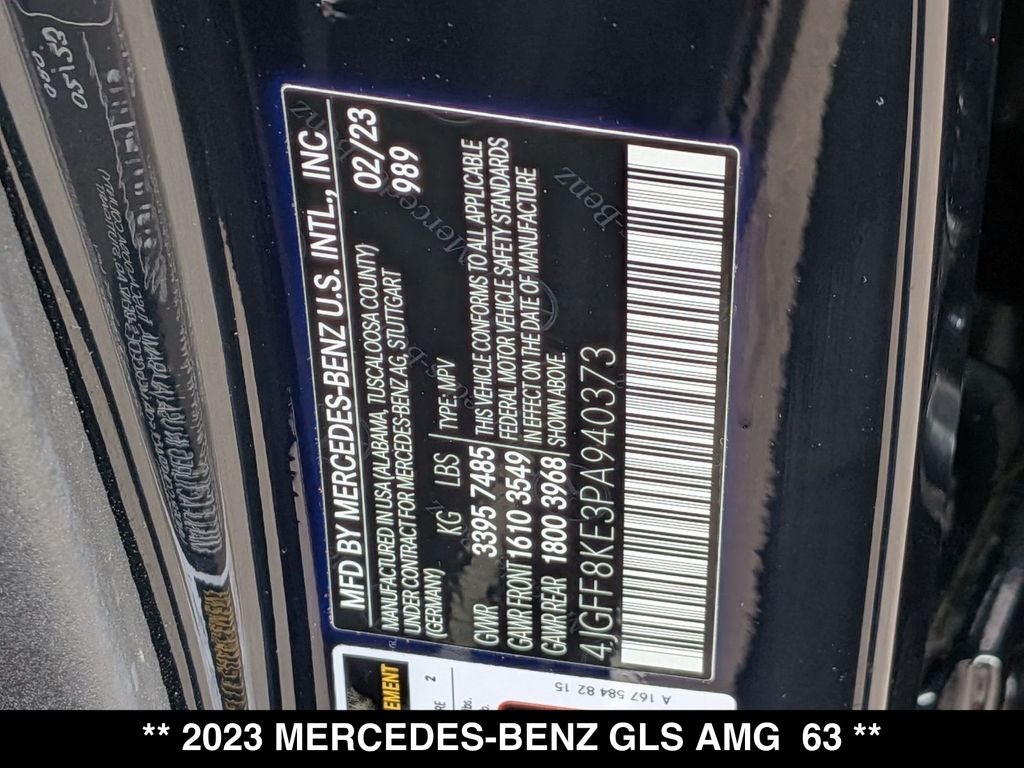 MFD BY MERCEDES-BENZ U.S. INTL., INC
MANUFACTURED IN USA (ALABAMA, TUSCALOOSA COUNTY)
02/23
UNDER CONTRACT FOR MERCEDES-BENZ AG, STUTTGART
989
(GERMANY)
KG LBS TYPE: MPV
GVWR 3395 7485
GAWR FRONT 1610 3549
GAWR REAR 1800 3968
THIS VEHICLE CONFORMS TO ALL APPLICABLE
FEDERAL MOTOR VEHICLE SAFETY STANDARDS
IN EFFECT ON THE DATE OF MANUFACTURE
SHOWN ABOVE.
4JGFF8KE3PA940373
A 167 584 82 15
** 2023 MERCEDES-BENZ GLS AMG 63 **